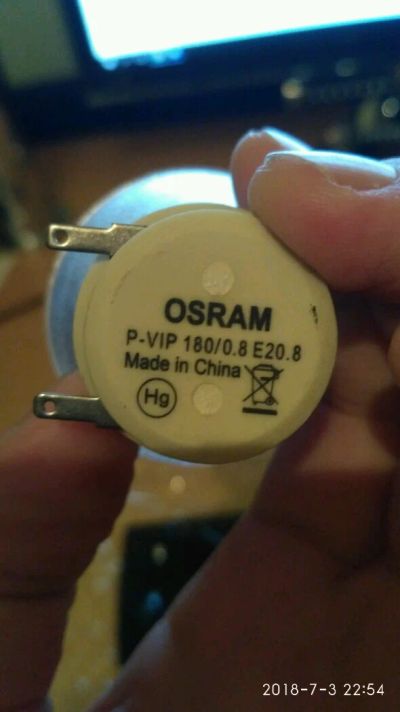 OSRAM
P-VIP 180/0.8 E20.8
Made in China
Hg
2018-7-3 22:54